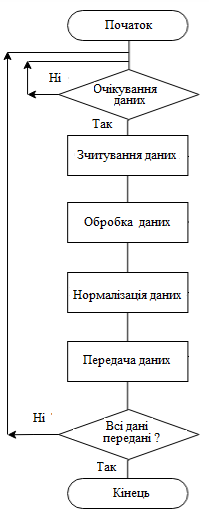 Початок
Ні
Очікування
даних
Так
Зчитування даних
Обробка даних
Нормалізація даних
Передача даних
Ні
Всі дані
передані ?
Так
Кінець